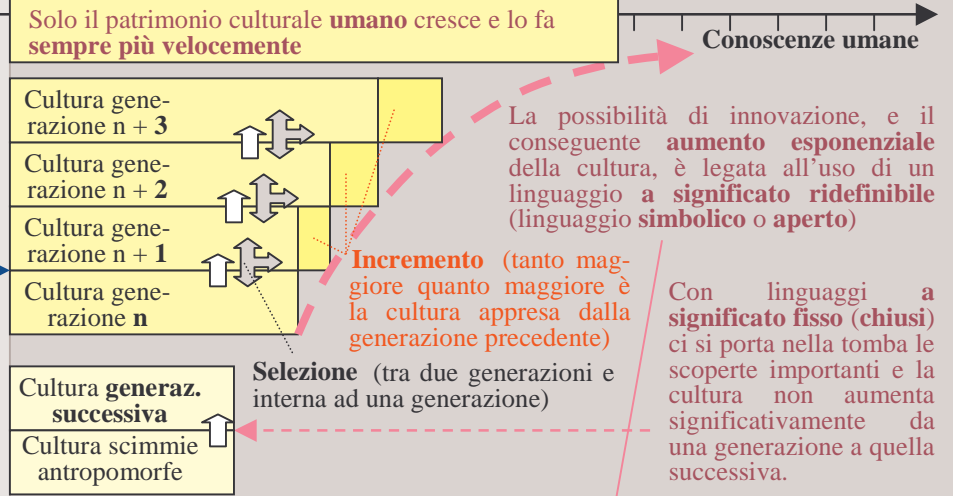 Solo il patrimonio culturale umano cresce e lo fa
sempre più velocemente
Conoscenze umane
Cultura gene-
razione n + 3
Cultura gene-
razione n + 2
Cultura gene-
razione n + 1
Cultura gene-
razione n
La possibilità di innovazione, e il
conseguente aumento esponenziale
della cultura, è legata all'uso di un
linguaggio a significato ridefinibile
(linguaggio simbolico o aperto)
Incremento (tanto mag-
giore quanto maggiore è
la cultura appresa dalla
generazione precedente)
Selezione (tra due generazioni e
interna ad una generazione)
Con linguaggi a
significato fisso (chiusi)
ci si porta nella tomba le
scoperte importanti e la
cultura non aumenta
significativamente da
una generazione a quella
successiva.
Cultura generaz.
successiva
Cultura scimmie
antropomorfe